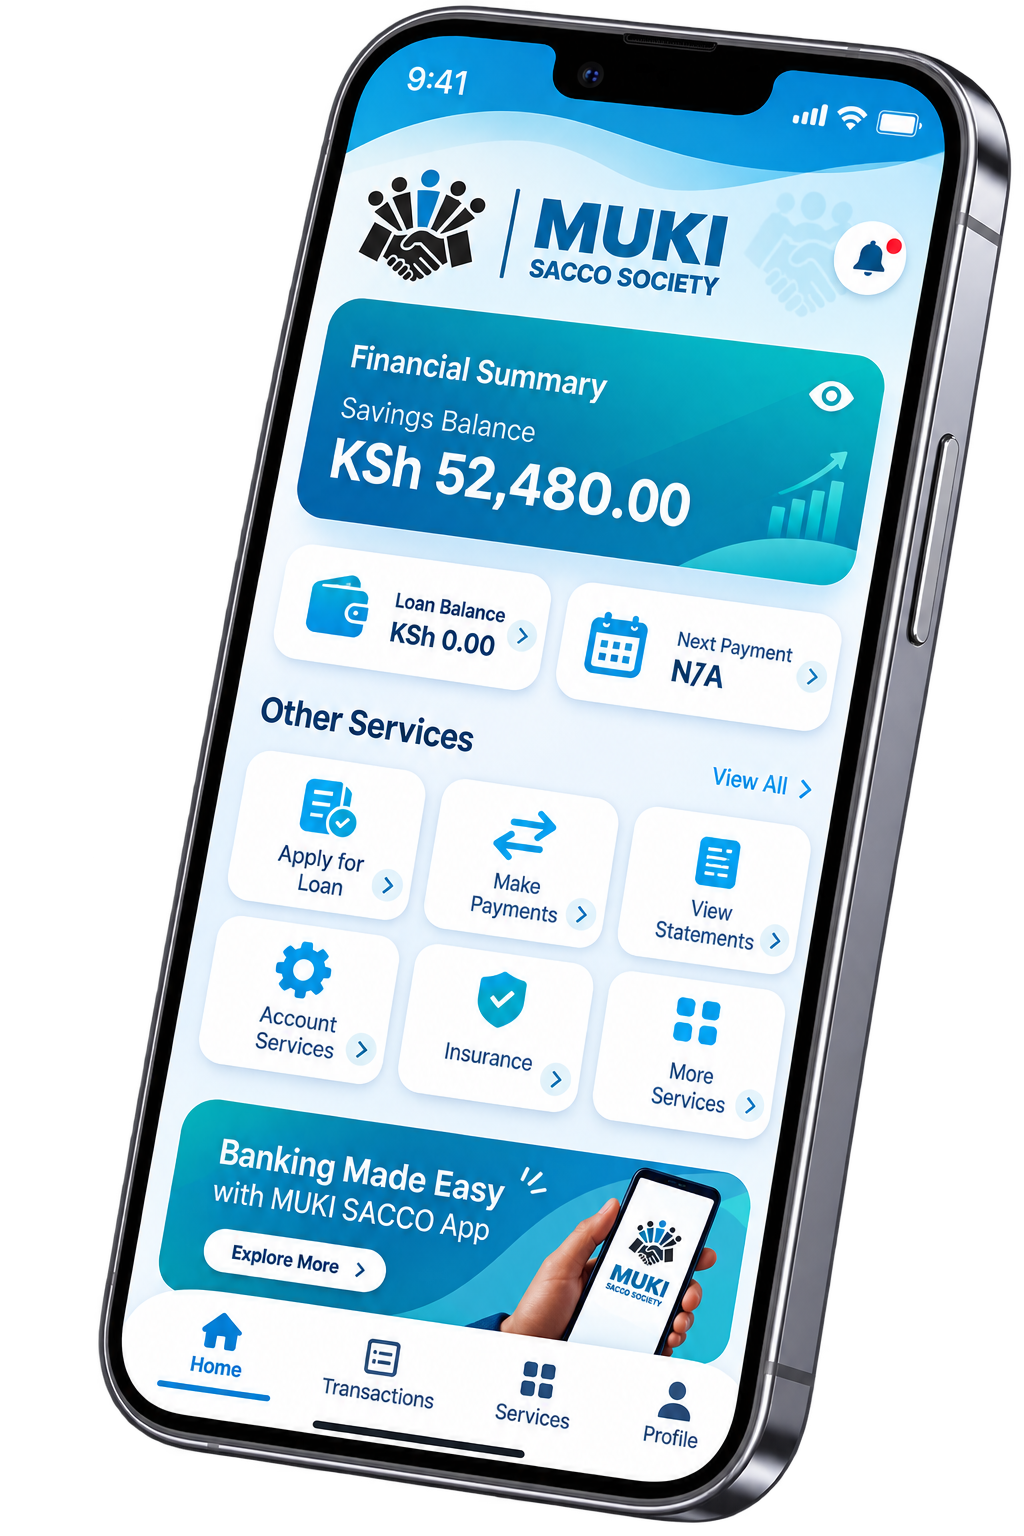 9:41
MUKI
SACCO SOCIETY
Financial Summary
Savings Balance
KSh 52,480.00
Loan Balance
KSh 0.00
Next Payment
N/A
Other Services
View All
Apply for
Loan
Make
Payments
View
Statements
Account
Services
Insurance
More
Services
Banking Made Easy
with MUKI SACCO App
Explore More
MUKI
SACCO SOCIETY
Home
Transactions
Services
Profile